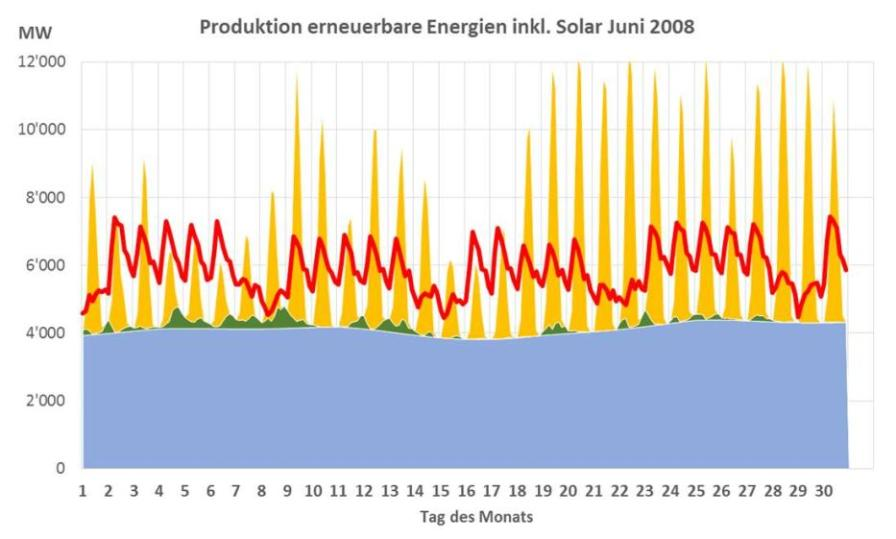 Produktion erneuerbare Energien inkl. Solar Juni 2008
MW
12'000
10'000
8'000
6'000
4'000
2'000
0
1 2 3 4 5 6 7 8 9 10 11 12 13 14 15 16 17 18 19 20 21 22 23 24 25 26 27 28 29 30
Tag des Monats